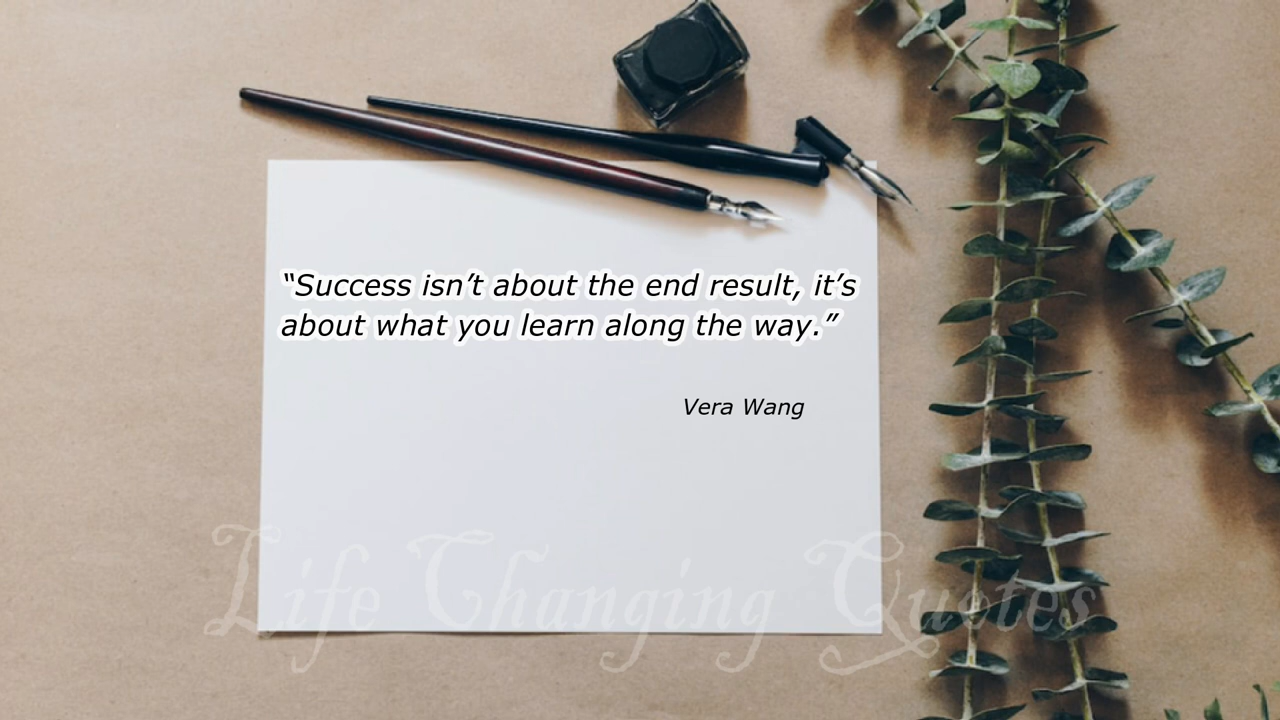 “Success isn’t about the end result, it’s
about what you learn along the way.”
Vera Wang
Life Changing Quotes